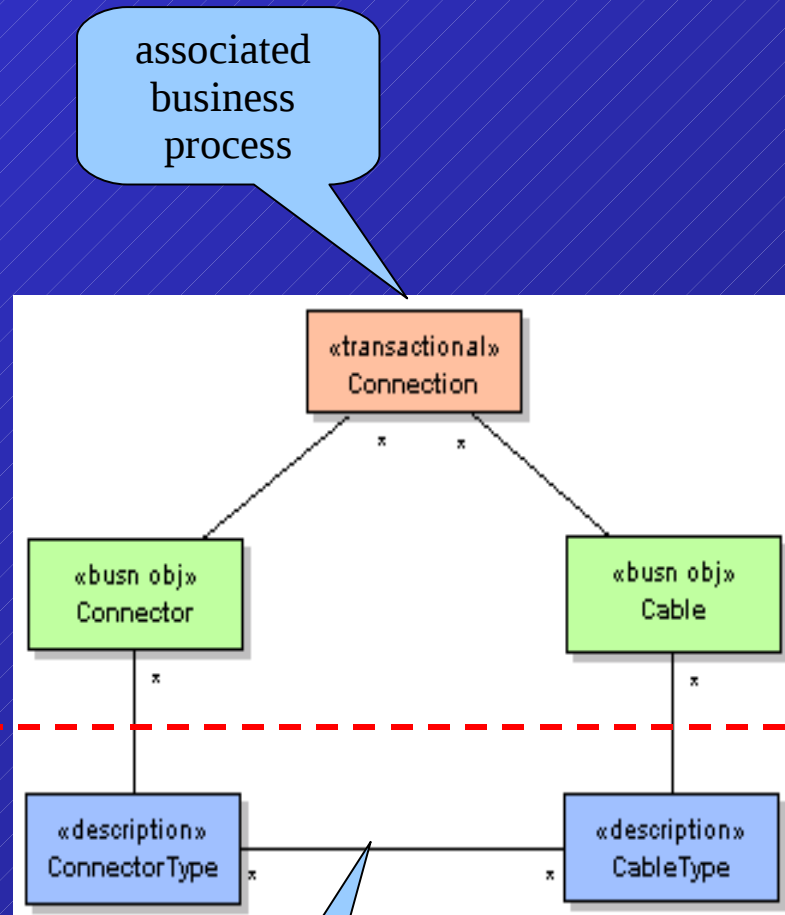 associated
business
process
«transactional»
Connection
* *
«busn obj»
Connector
«busn obj»
Cable
*
*
«description»
ConnectorType
«description»
CableType
* *